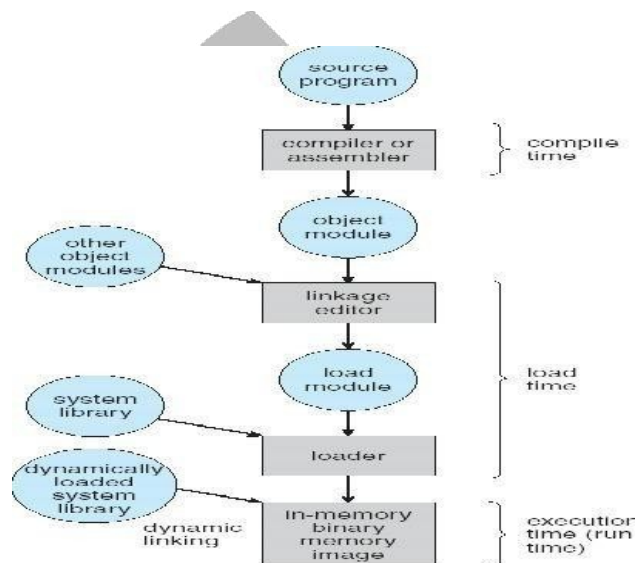 source
program
compiler or
assembler
compile
time
object
module
other
object
modules
linkage
editor
load
module
load
time
system
library
loader
dynamically
loaded
system
library
dynamic
linking
in-memory
binary
memory
image
execution
time (run
time)